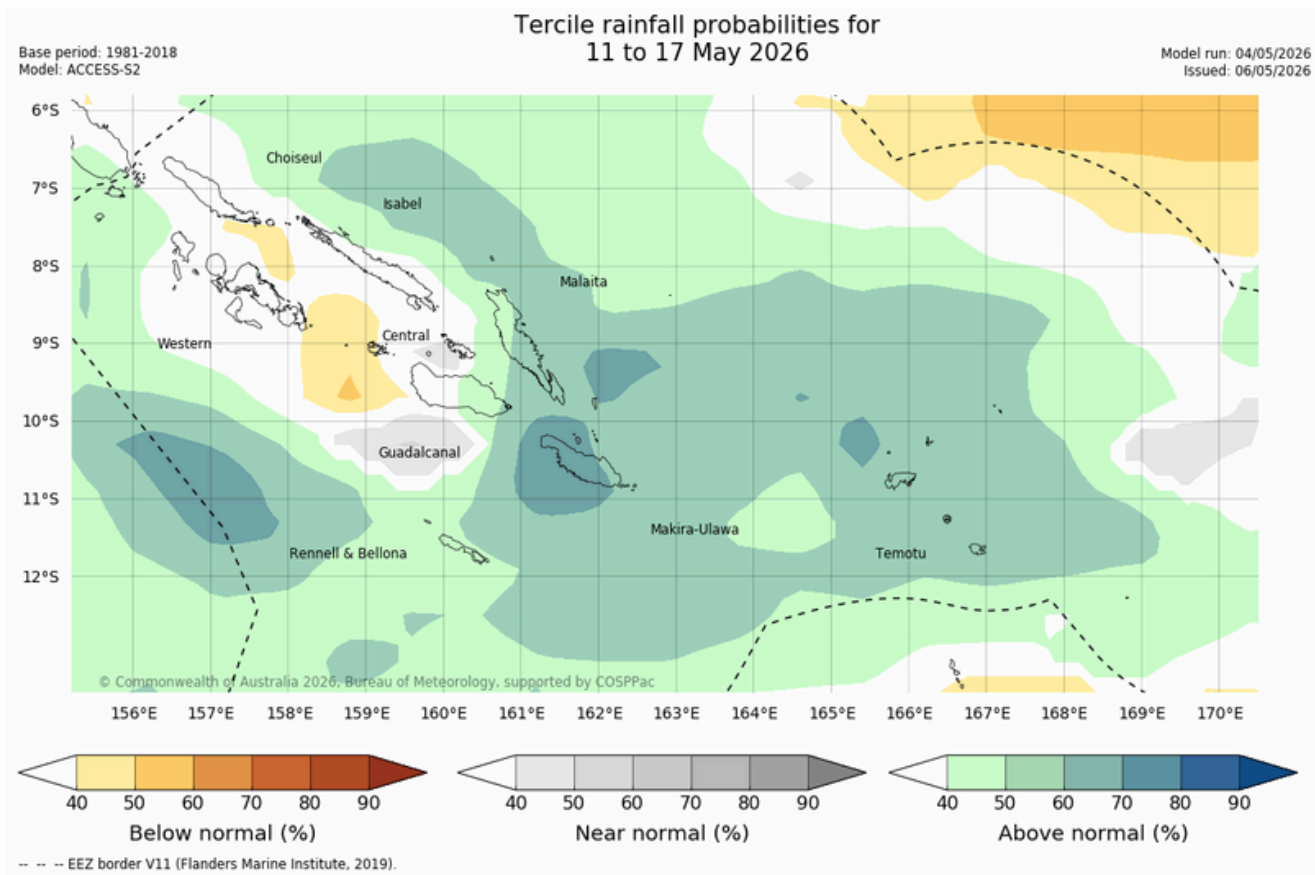 Tercile rainfall probabilities for
11 to 17 May 2026
Base period: 1981-2018
Model: ACCESS-S2
Model run: 04/05/2026
Issued: 06/05/2026
6°S
Choiseul
7°S
Isabel
8°S
Malaita
Central
9°S
Western
10°S
Guadalcanal
11°S
Makira-Ulawa
Rennell & Bellona
Temotu
12°S
© Commonwealth of Australia 2026, Bureau of Meteorology, supported by COSPPac
156°E 157°E 158°E 159°E 160°E 161°E 162°E 163°E 164°E 165°E 166°E 167°E 168°E 169°E 170°E
40 50 60 70 80 90
Below normal (%)
40 50 60 70 80 90
Near normal (%)
40 50 60 70 80 90
Above normal (%)
-- -- -- EEZ border V11 (Flanders Marine Institute, 2019).